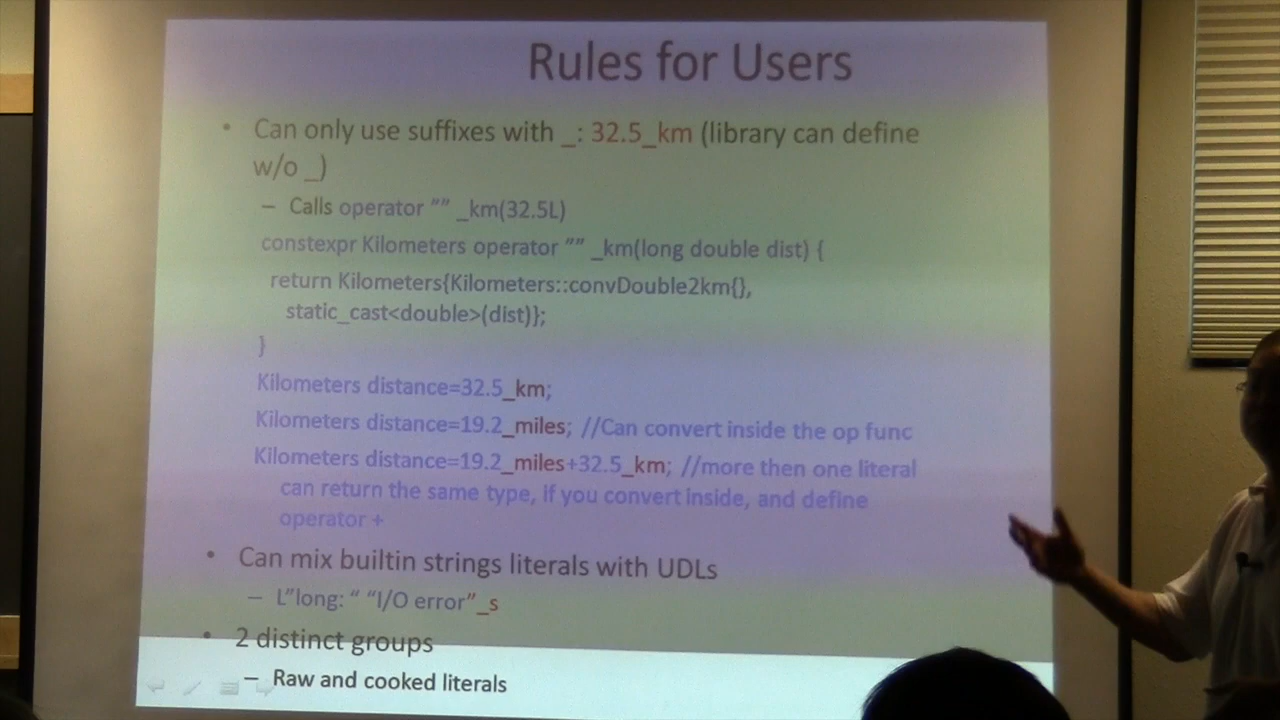 Rules for Users
• Can only use suffixes with _: 32.5_km (library can define
w/o _)
– Calls operator ”” _km(32.5L)
constexpr Kilometers operator ”” _km(long double dist) {
return Kilometers{Kilometers::convDouble2km{},
static_cast<double>(dist)};
}
Kilometers distance=32.5_km;
Kilometers distance=19.2_miles; //Can convert inside the op func
Kilometers distance=19.2_miles+32.5_km; //more then one literal
can return the same type, If you convert inside, and define
operator +
• Can mix builtin strings literals with UDLs
– L”long: “ “I/O error”_s
• 2 distinct groups
– Raw and cooked literals